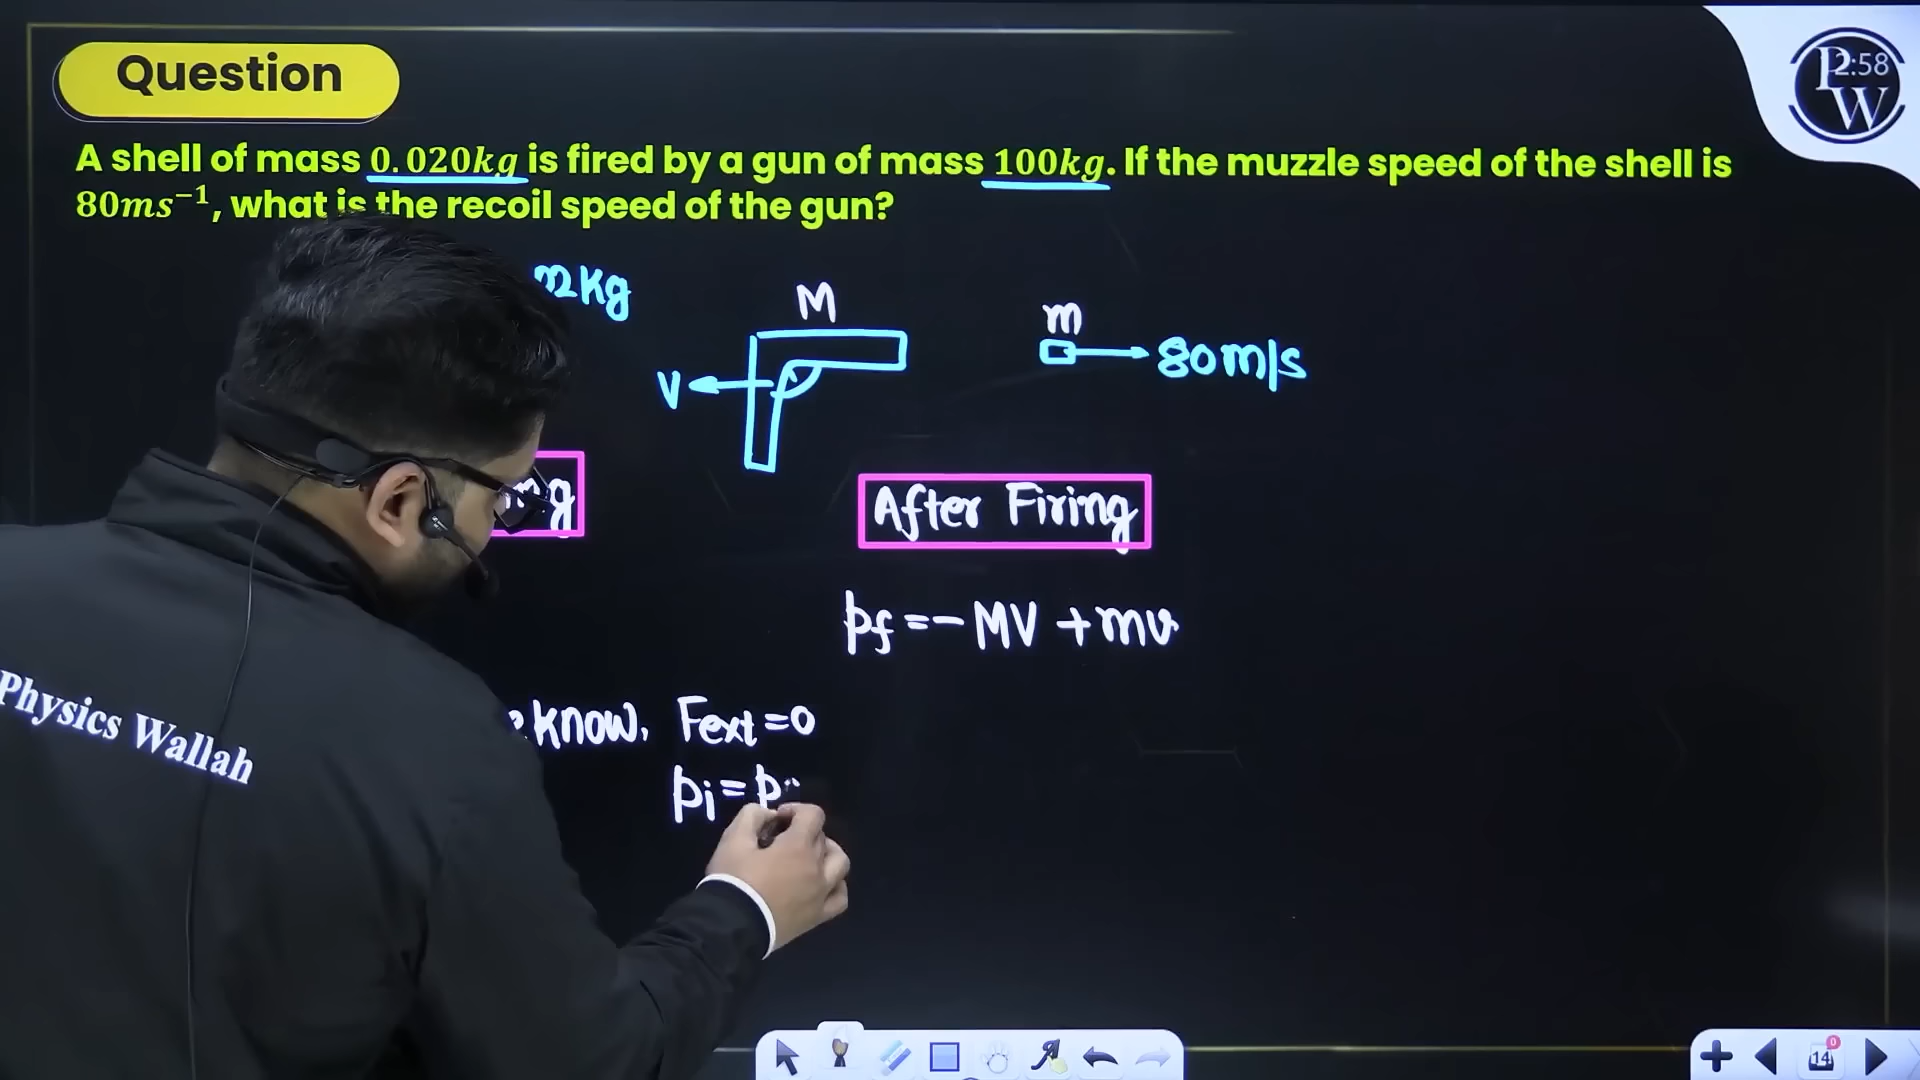 Question
2:58
PW
A shell of mass 0.020kg is fired by a gun of mass 100kg. If the muzzle speed of the shell is
80ms⁻¹, what is the recoil speed of the gun?
Kg
M
m
80m/s
V
After Firing
pf = - MV + mv
know, Fext = 0
pi = p
Physics Wallah
14
0